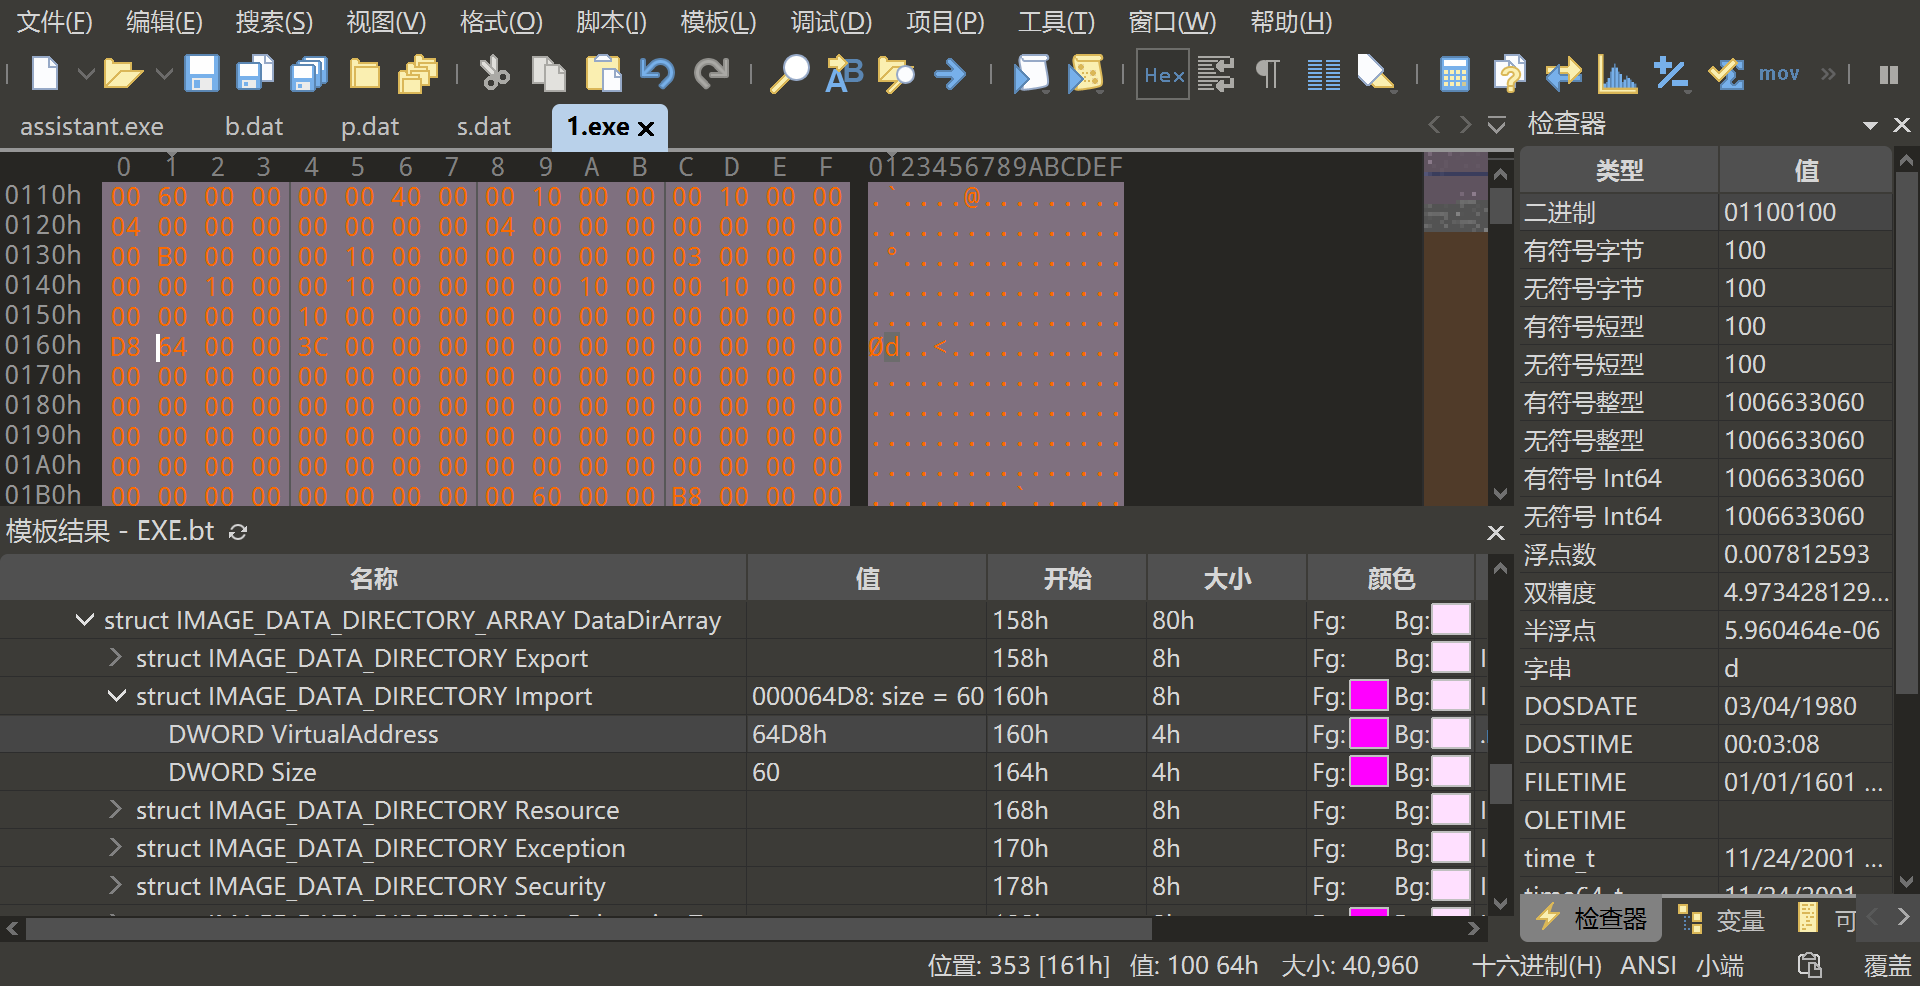 文件(F) 编辑(E) 搜索(S) 视图(V) 格式(O) 脚本(I) 模板(L) 调试(D) 项目(P) 工具(T) 窗口(W) 帮助(H)
Hex mov
assistant.exe b.dat p.dat s.dat 1.exe
0 1 2 3 4 5 6 7 8 9 A B C D E F 0123456789ABCDEF
0110h 00 60 00 00 00 00 40 00 00 10 00 00 00 10 00 00 .`....@.........
0120h 04 00 00 00 00 00 00 00 04 00 00 00 00 00 00 00 ................
0130h 00 B0 00 00 00 10 00 00 00 00 00 00 03 00 00 00 .°..............
0140h 00 00 10 00 00 10 00 00 00 00 10 00 00 10 00 00 ................
0150h 00 00 00 00 10 00 00 00 00 00 00 00 00 00 00 00 ................
0160h D8 64 00 00 3C 00 00 00 00 00 00 00 00 00 00 00 Ød..<...........
0170h 00 00 00 00 00 00 00 00 00 00 00 00 00 00 00 00 ................
0180h 00 00 00 00 00 00 00 00 00 00 00 00 00 00 00 00 ................
0190h 00 00 00 00 00 00 00 00 00 00 00 00 00 00 00 00 ................
01A0h 00 00 00 00 00 00 00 00 00 00 00 00 00 00 00 00 ................
01B0h 00 00 00 00 00 00 00 00 00 60 00 00 B8 00 00 00 .........`.. ...
模板结果 - EXE.bt
名称 值 开始 大小 颜色
struct IMAGE_DATA_DIRECTORY_ARRAY DataDirArray 158h 80h Fg: Bg:
struct IMAGE_DATA_DIRECTORY Export 158h 8h Fg: Bg:
struct IMAGE_DATA_DIRECTORY Import 000064D8: size = 60 160h 8h Fg: Bg:
DWORD VirtualAddress 64D8h 160h 4h Fg: Bg:
DWORD Size 60 164h 4h Fg: Bg:
struct IMAGE_DATA_DIRECTORY Resource 168h 8h Fg: Bg:
struct IMAGE_DATA_DIRECTORY Exception 170h 8h Fg: Bg:
struct IMAGE_DATA_DIRECTORY Security 178h 8h Fg: Bg:
检查器
类型 值
二进制 01100100
有符号字节 100
无符号字节 100
有符号短型 100
无符号短型 100
有符号整型 1006633060
无符号整型 1006633060
有符号 Int64 1006633060
无符号 Int64 1006633060
浮点数 0.007812593
双精度 4.973428129...
半浮点 5.960464e-06
字串 d
DOSDATE 03/04/1980
DOSTIME 00:03:08
FILETIME 01/01/1601 ...
OLETIME
time_t 11/24/2001 ...
time64_t 11/24/2001
检查器 变量 可
位置: 353 [161h] 值: 100 64h 大小: 40,960 十六进制(H) ANSI 小端 覆盖